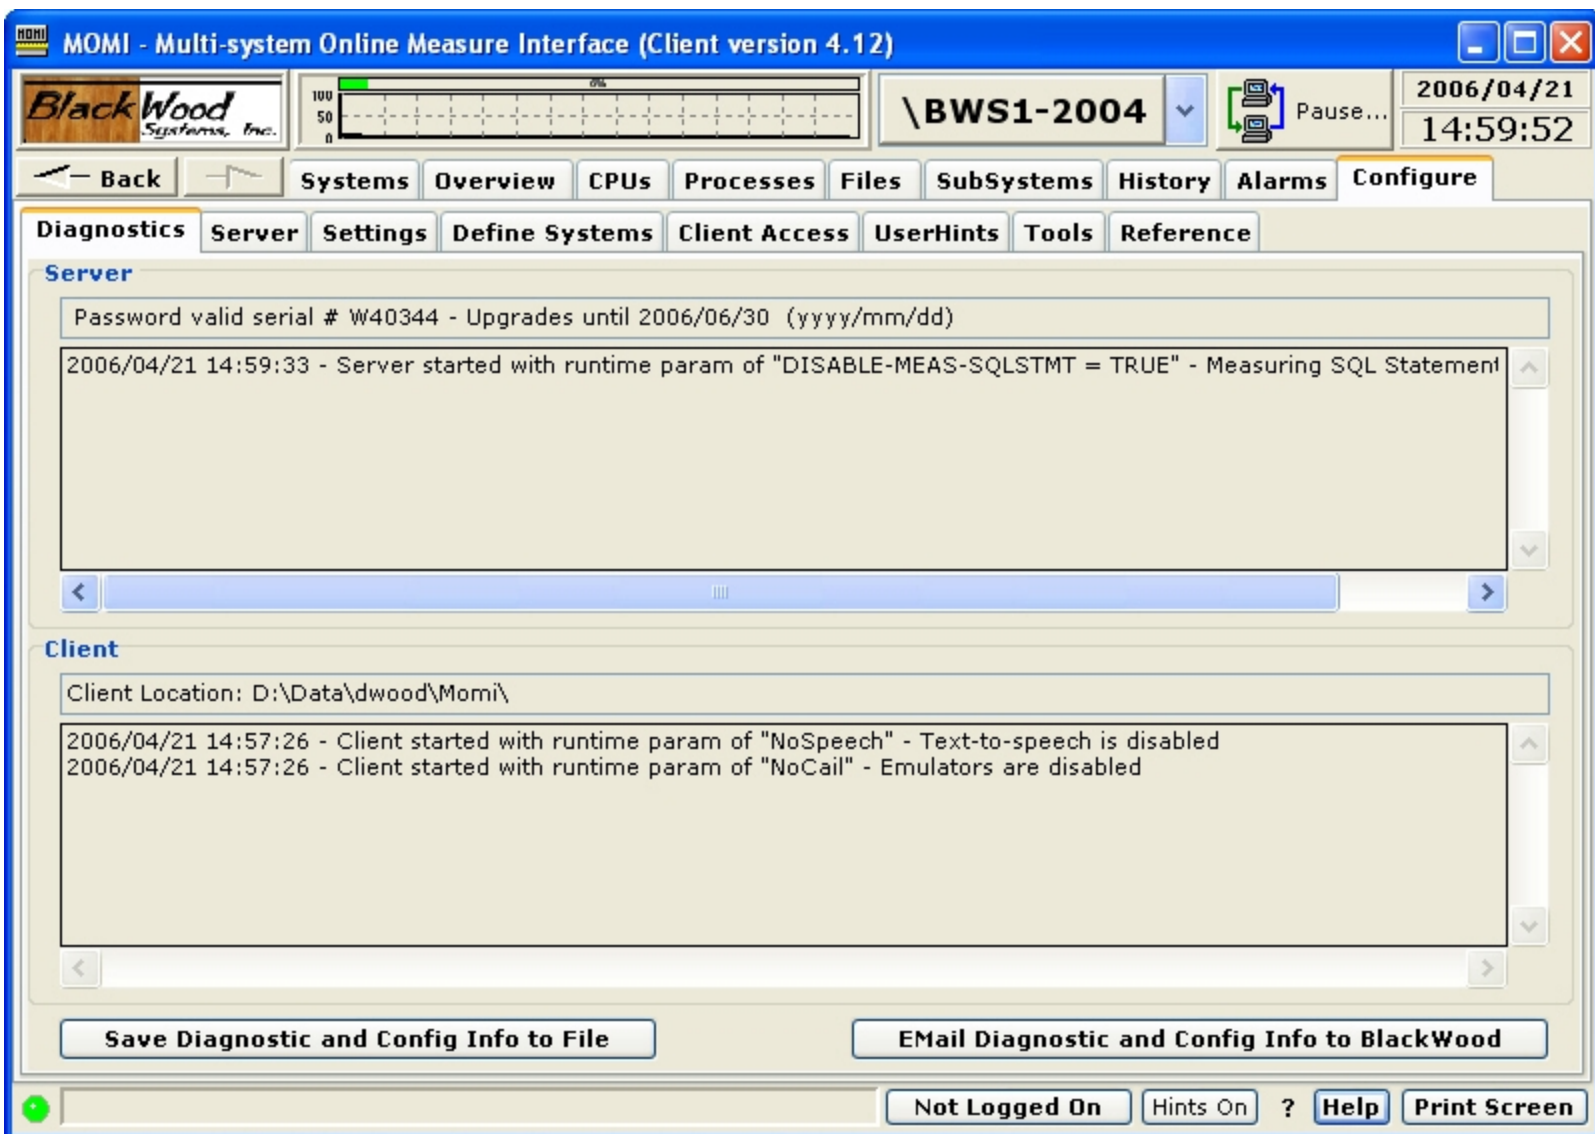 MOMI
MOMI - Multi-system Online Measure Interface (Client version 4.12)
BlackWood
Systems, Inc.
0%
100
50
0
\BWS1-2004
Pause...
2006/04/21
14:59:52
Back
Systems Overview CPUs Processes Files SubSystems History Alarms Configure
Diagnostics Server Settings Define Systems Client Access UserHints Tools Reference
Server
Password valid serial # W40344 - Upgrades until 2006/06/30 (yyyy/mm/dd)
2006/04/21 14:59:33 - Server started with runtime param of "DISABLE-MEAS-SQLSTMT = TRUE" - Measuring SQL Statement
Client
Client Location: D:\Data\dwood\Momi\
2006/04/21 14:57:26 - Client started with runtime param of "NoSpeech" - Text-to-speech is disabled
2006/04/21 14:57:26 - Client started with runtime param of "NoCail" - Emulators are disabled
Save Diagnostic and Config Info to File
EMail Diagnostic and Config Info to BlackWood
Not Logged On Hints On ? Help Print Screen